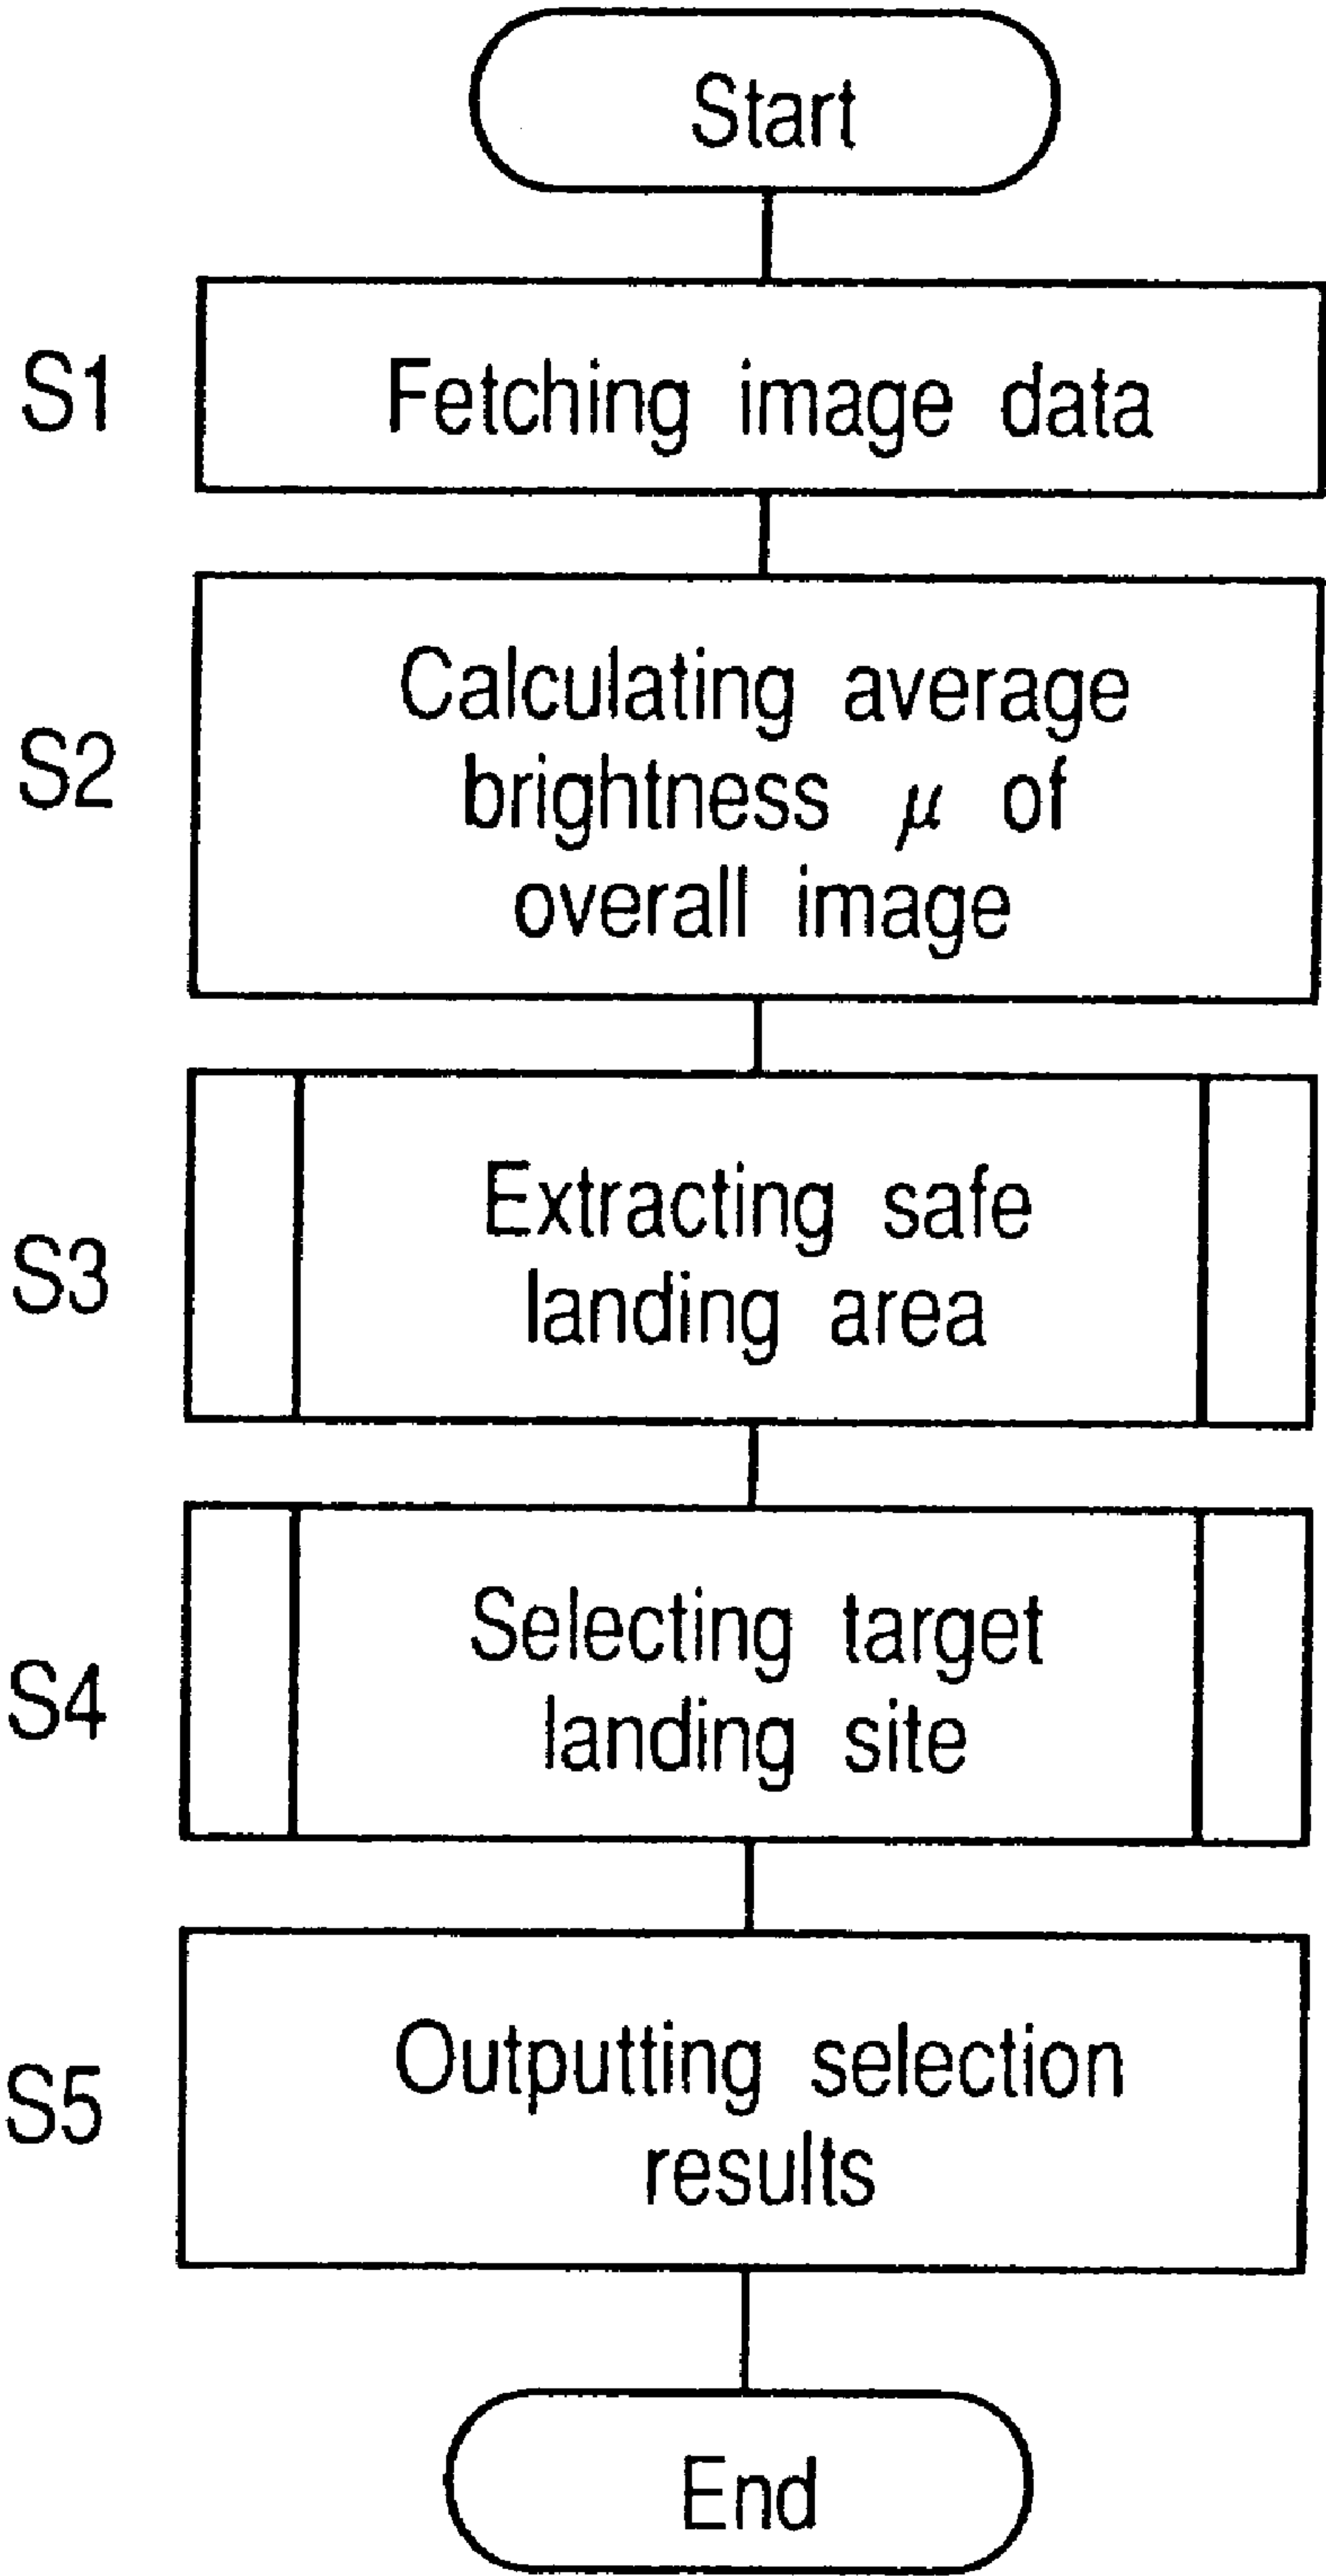 Start
S1
Fetching image data
S2
Calculating average
brightness μ of
overall image
S3
Extracting safe
landing area
S4
Selecting target
landing site
S5
Outputting selection
results
End